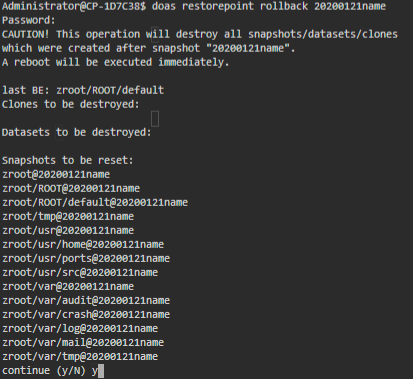 Administrator@CP-1D7C38$ doas restorepoint rollback 20200121name
Password:
CAUTION! This operation will destroy all snapshots/datasets/clones
which were created after snapshot "20200121name".
A reboot will be executed immediately.
last BE: zroot/ROOT/default
Clones to be destroyed:
Datasets to be destroyed:
Snapshots to be reset:
zroot@20200121name
zroot/ROOT@20200121name
zroot/ROOT/default@20200121name
zroot/tmp@20200121name
zroot/usr@20200121name
zroot/usr/home@20200121name
zroot/usr/ports@20200121name
zroot/usr/src@20200121name
zroot/var@20200121name
zroot/var/audit@20200121name
zroot/var/crash@20200121name
zroot/var/log@20200121name
zroot/var/mail@20200121name
zroot/var/tmp@20200121name
continue (y/N) y